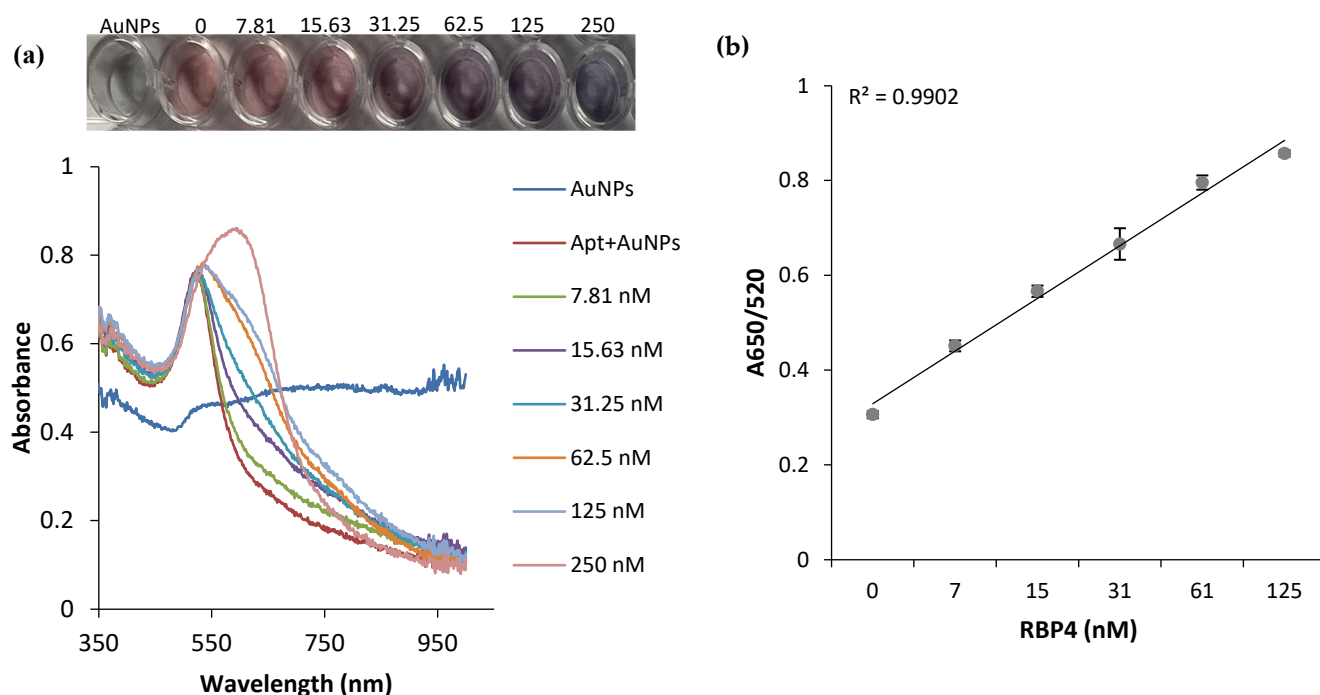 (a)
AuNPs 0 7.81 15.63 31.25 62.5 125 250
1
0.8
0.6
0.4
0.2
0
Absorbance
350 550 750 950
Wavelength (nm)
AuNPs
Apt+AuNPs
7.81 nM
15.63 nM
31.25 nM
62.5 nM
125 nM
250 nM
(b)
R² = 0.9902
1
0.8
0.6
0.4
0.2
0
A650/520
0 7 15 31 61 125
RBP4 (nM)